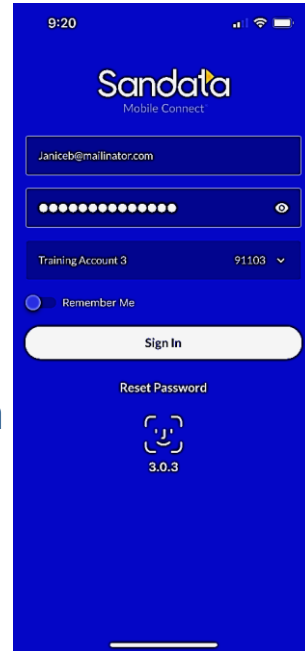 9:20
Sandata
Mobile Connect
Janiceb@mailinator.com
●●●●●●●●●●●●●●
Training Account 3 91103
Remember Me
Sign In
Reset Password
3.0.3